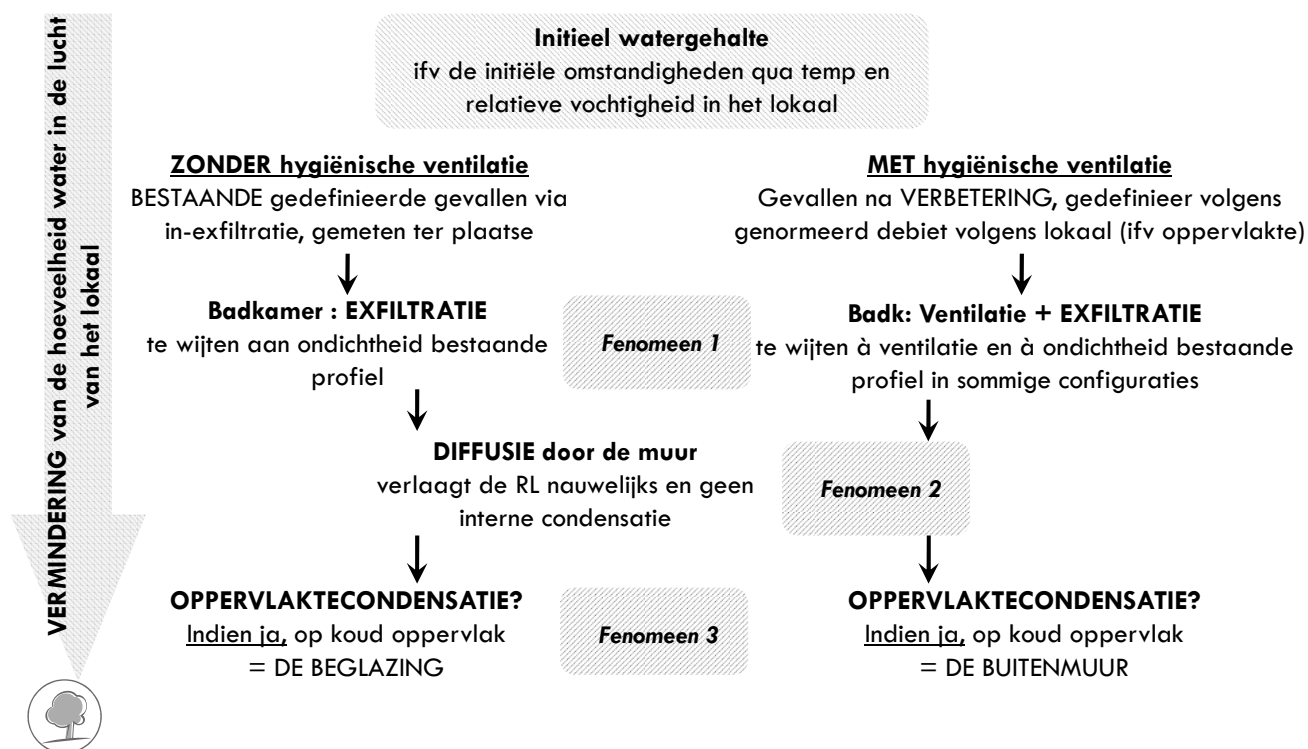 VERMINDERING van de hoeveelheid water in de lucht
van het lokaal
Initieel watergehalte
ifv de initiële omstandigheden qua temp en
relatieve vochtigheid in het lokaal
ZONDER hygiënische ventilatie
BESTAANDE gedefinieerde gevallen via
in-exfiltratie, gemeten ter plaatse
MET hygiënische ventilatie
Gevallen na VERBETERING, gedefinieer volgens
genormeerd debiet volgens lokaal (ifv oppervlakte)
Badkamer : EXFILTRATIE
te wijten aan ondichtheid bestaande
profiel
Fenomeen 1
Badk: Ventilatie + EXFILTRATIE
te wijten à ventilatie en à ondichtheid bestaande
profiel in sommige configuraties
DIFFUSIE door de muur
verlaagt de RL nauwelijks en geen
interne condensatie
Fenomeen 2
OPPERVLAKTECONDENSATIE?
Indien ja, op koud oppervlak
= DE BEGLAZING
Fenomeen 3
OPPERVLAKTECONDENSATIE?
Indien ja, op koud oppervlak
= DE BUITENMUUR